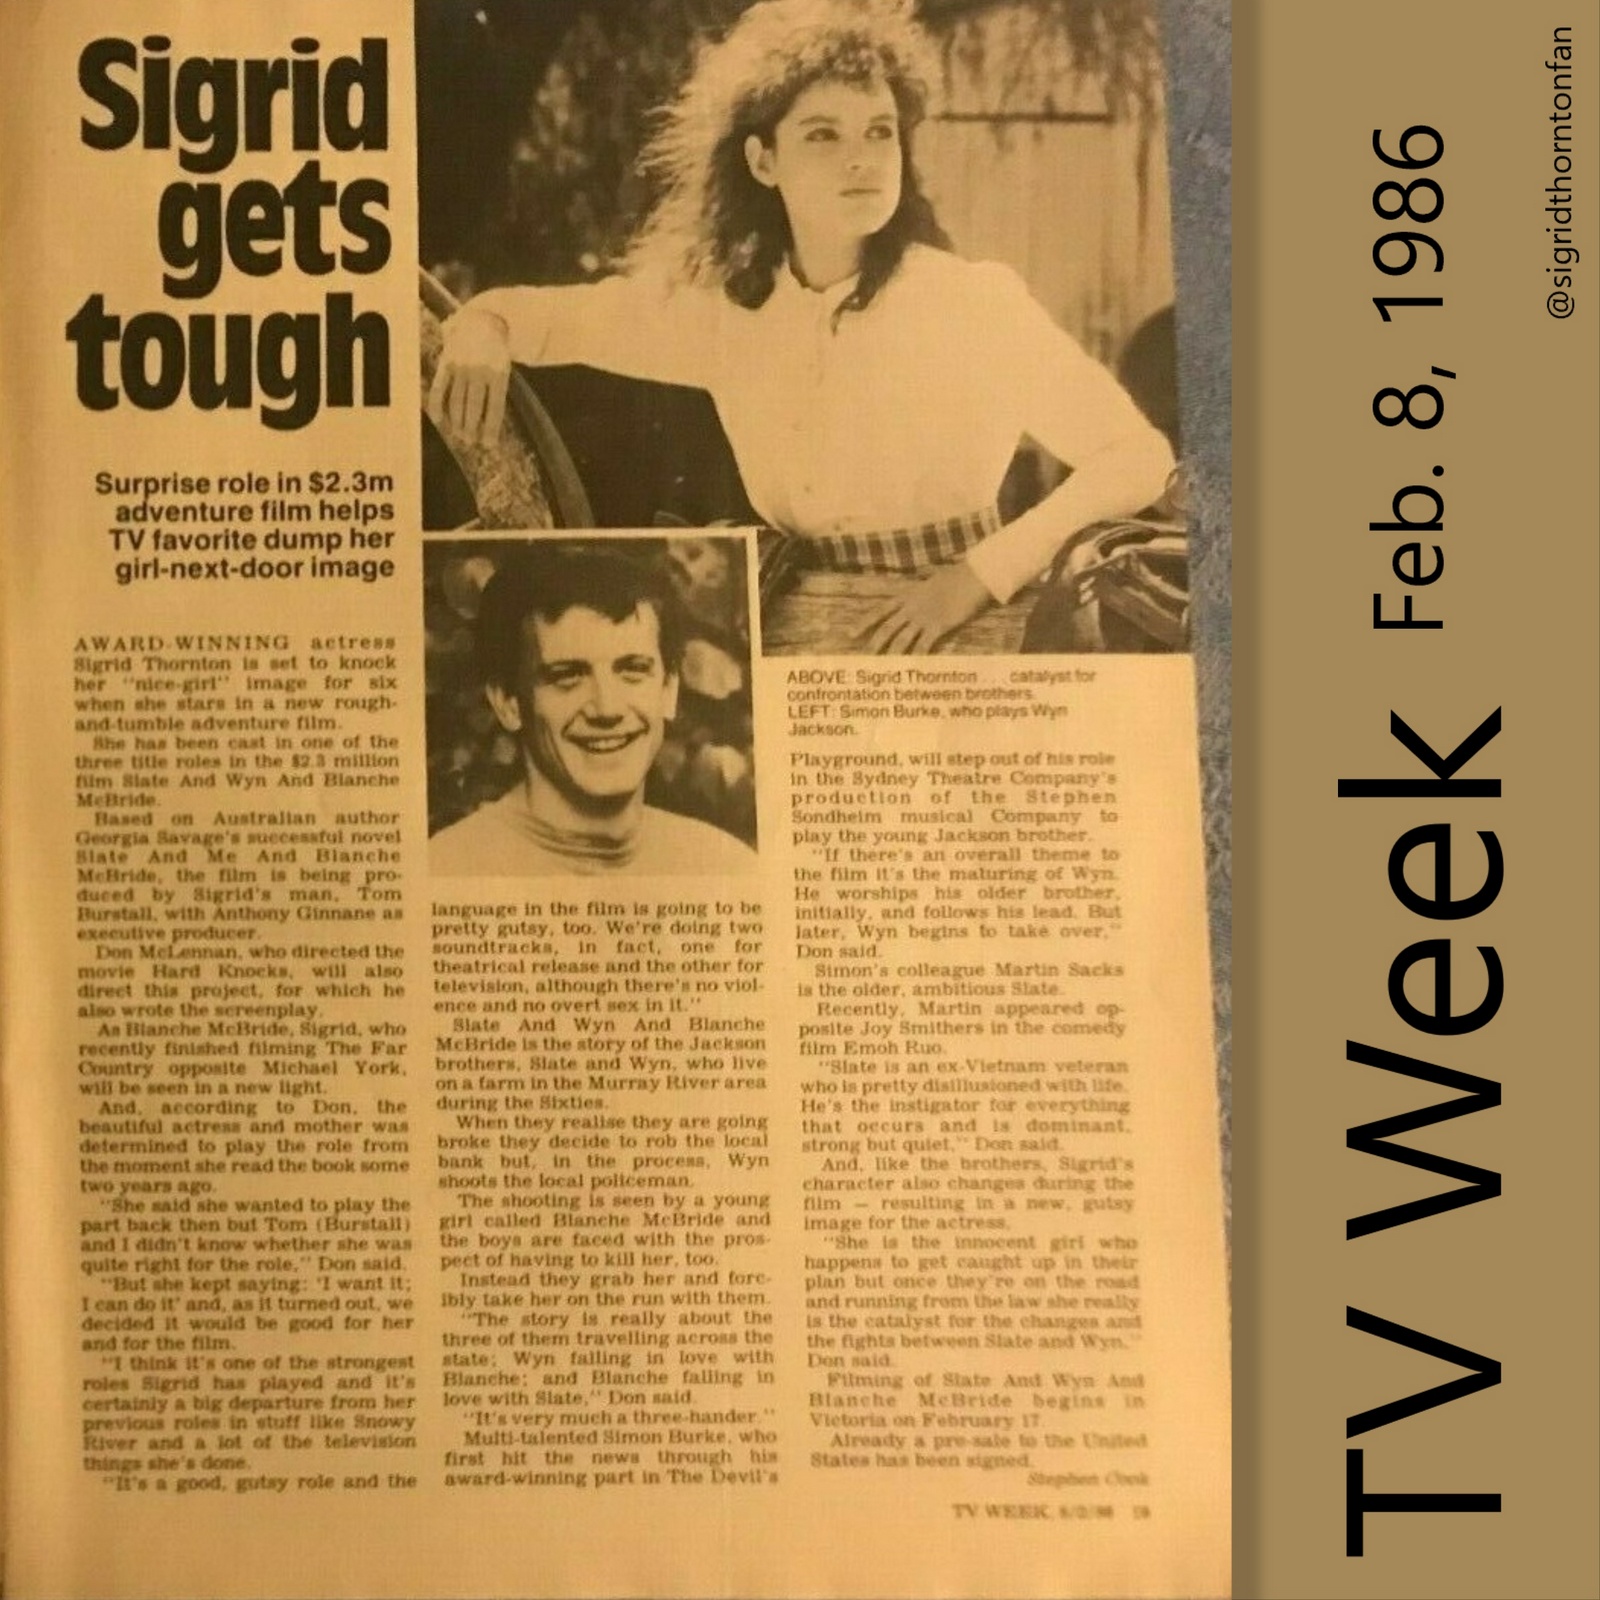 Sigrid
gets
tough
Surprise role in $2.3m
adventure film helps
TV favorite dump her
girl-next-door image
AWARD-WINNING actress
Sigrid Thornton is set to knock
her "nice-girl" image for six
when she stars in a new rough-
and-tumble adventure film.
She has been cast in one of the
three title roles in the $2.3 million
film Slate And Wyn And Blanche
McBride.
Based on Australian author
Georgia Savage's successful novel
Slate And Me And Blanche
McBride, the film is being pro-
duced by Sigrid's man, Tom
Burstall, with Anthony Ginnane as
executive producer.
Don McLennan, who directed the
movie Hard Knocks, will also
direct this project, for which he
also wrote the screenplay.
As Blanche McBride, Sigrid, who
recently finished filming The Far
Country opposite Michael York,
will be seen in a new light.
And, according to Don, the
beautiful actress and mother was
determined to play the role from
the moment she read the book some
two years ago.
"She said she wanted to play the
part back then but Tom (Burstall)
and I didn't know whether she was
quite right for the role," Don said.
"But she kept saying: 'I want it;
I can do it' and, as it turned out, we
decided it would be good for her
and for the film.
"I think it's one of the strongest
roles Sigrid has played and it's
certainly a big departure from her
previous roles in stuff like Snowy
River and a lot of the television
things she's done.
"It's a good, gutsy role and the
language in the film is going to be
pretty gutsy, too. We're doing two
soundtracks, in fact, one for
theatrical release and the other for
television, although there's no viol-
ence and no overt sex in it."
Slate And Wyn And Blanche
McBride is the story of the Jackson
brothers, Slate and Wyn, who live
on a farm in the Murray River area
during the Sixties.
When they realise they are going
broke they decide to rob the local
bank but, in the process, Wyn
shoots the local policeman.
The shooting is seen by a young
girl called Blanche McBride and
the boys are faced with the pros-
pect of having to kill her, too.
Instead they grab her and forc-
ibly take her on the run with them.
"The story is really about the
three of them travelling across the
state; Wyn falling in love with
Blanche; and Blanche falling in
love with Slate," Don said.
"It's very much a three-hander."
Multi-talented Simon Burke, who
first hit the news through his
award-winning part in The Devil's
ABOVE: Sigrid Thornton . . . catalyst for
confrontation between brothers.
LEFT: Simon Burke, who plays Wyn
Jackson.
Playground, will step out of his role
in the Sydney Theatre Company's
production of the Stephen
Sondheim musical Company to
play the young Jackson brother.
"If there's an overall theme to
the film it's the maturing of Wyn.
He worships his older brother,
initially, and follows his lead. But
later, Wyn begins to take over,"
Don said.
Simon's colleague Martin Sacks
is the older, ambitious Slate.
Recently, Martin appeared op-
posite Joy Smithers in the comedy
film Emoh Ruo.
"Slate is an ex-Vietnam veteran
who is pretty disillusioned with life.
He's the instigator for everything
that occurs and is dominant,
strong but quiet," Don said.
And, like the brothers, Sigrid's
character also changes during the
film — resulting in a new, gutsy
image for the actress.
"She is the innocent girl who
happens to get caught up in their
plan but once they're on the road
and running from the law she really
is the catalyst for the changes and
the fights between Slate and Wyn,"
Don said.
Filming of Slate And Wyn And
Blanche McBride begins in
Victoria on February 17.
Already a pre-sale to the United
States has been signed.
Stephen Cook
TV WEEK, 8/2/86
TV Week Feb. 8, 1986
@sigridthorntonfan